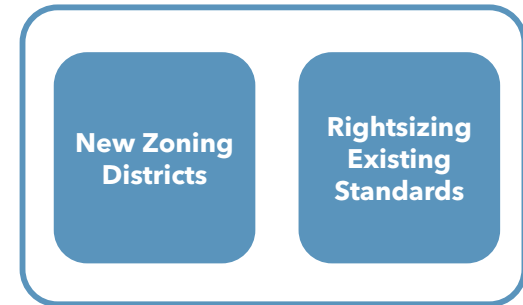 New Zoning
Districts
Rightsizing
Existing
Standards